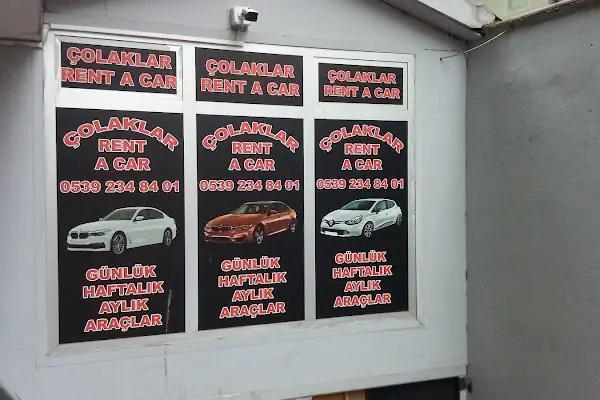 ÇOLAKLAR
RENT A CAR
ÇOLAKLAR
RENT A CAR
ÇOLAKLAR
RENT A CAR
ÇOLAKLAR
RENT
A CAR
0539 234 84 01
GÜNLÜK
HAFTALIK
AYLIK
ARAÇLAR
ÇOLAKLAR
RENT
A CAR
0539 234 84 01
GÜNLÜK
HAFTALIK
AYLIK
ARAÇLAR
ÇOLAKLAR
RENT
A CAR
0539 234 84 01
GÜNLÜK
HAFTALIK
AYLIK
ARAÇLAR